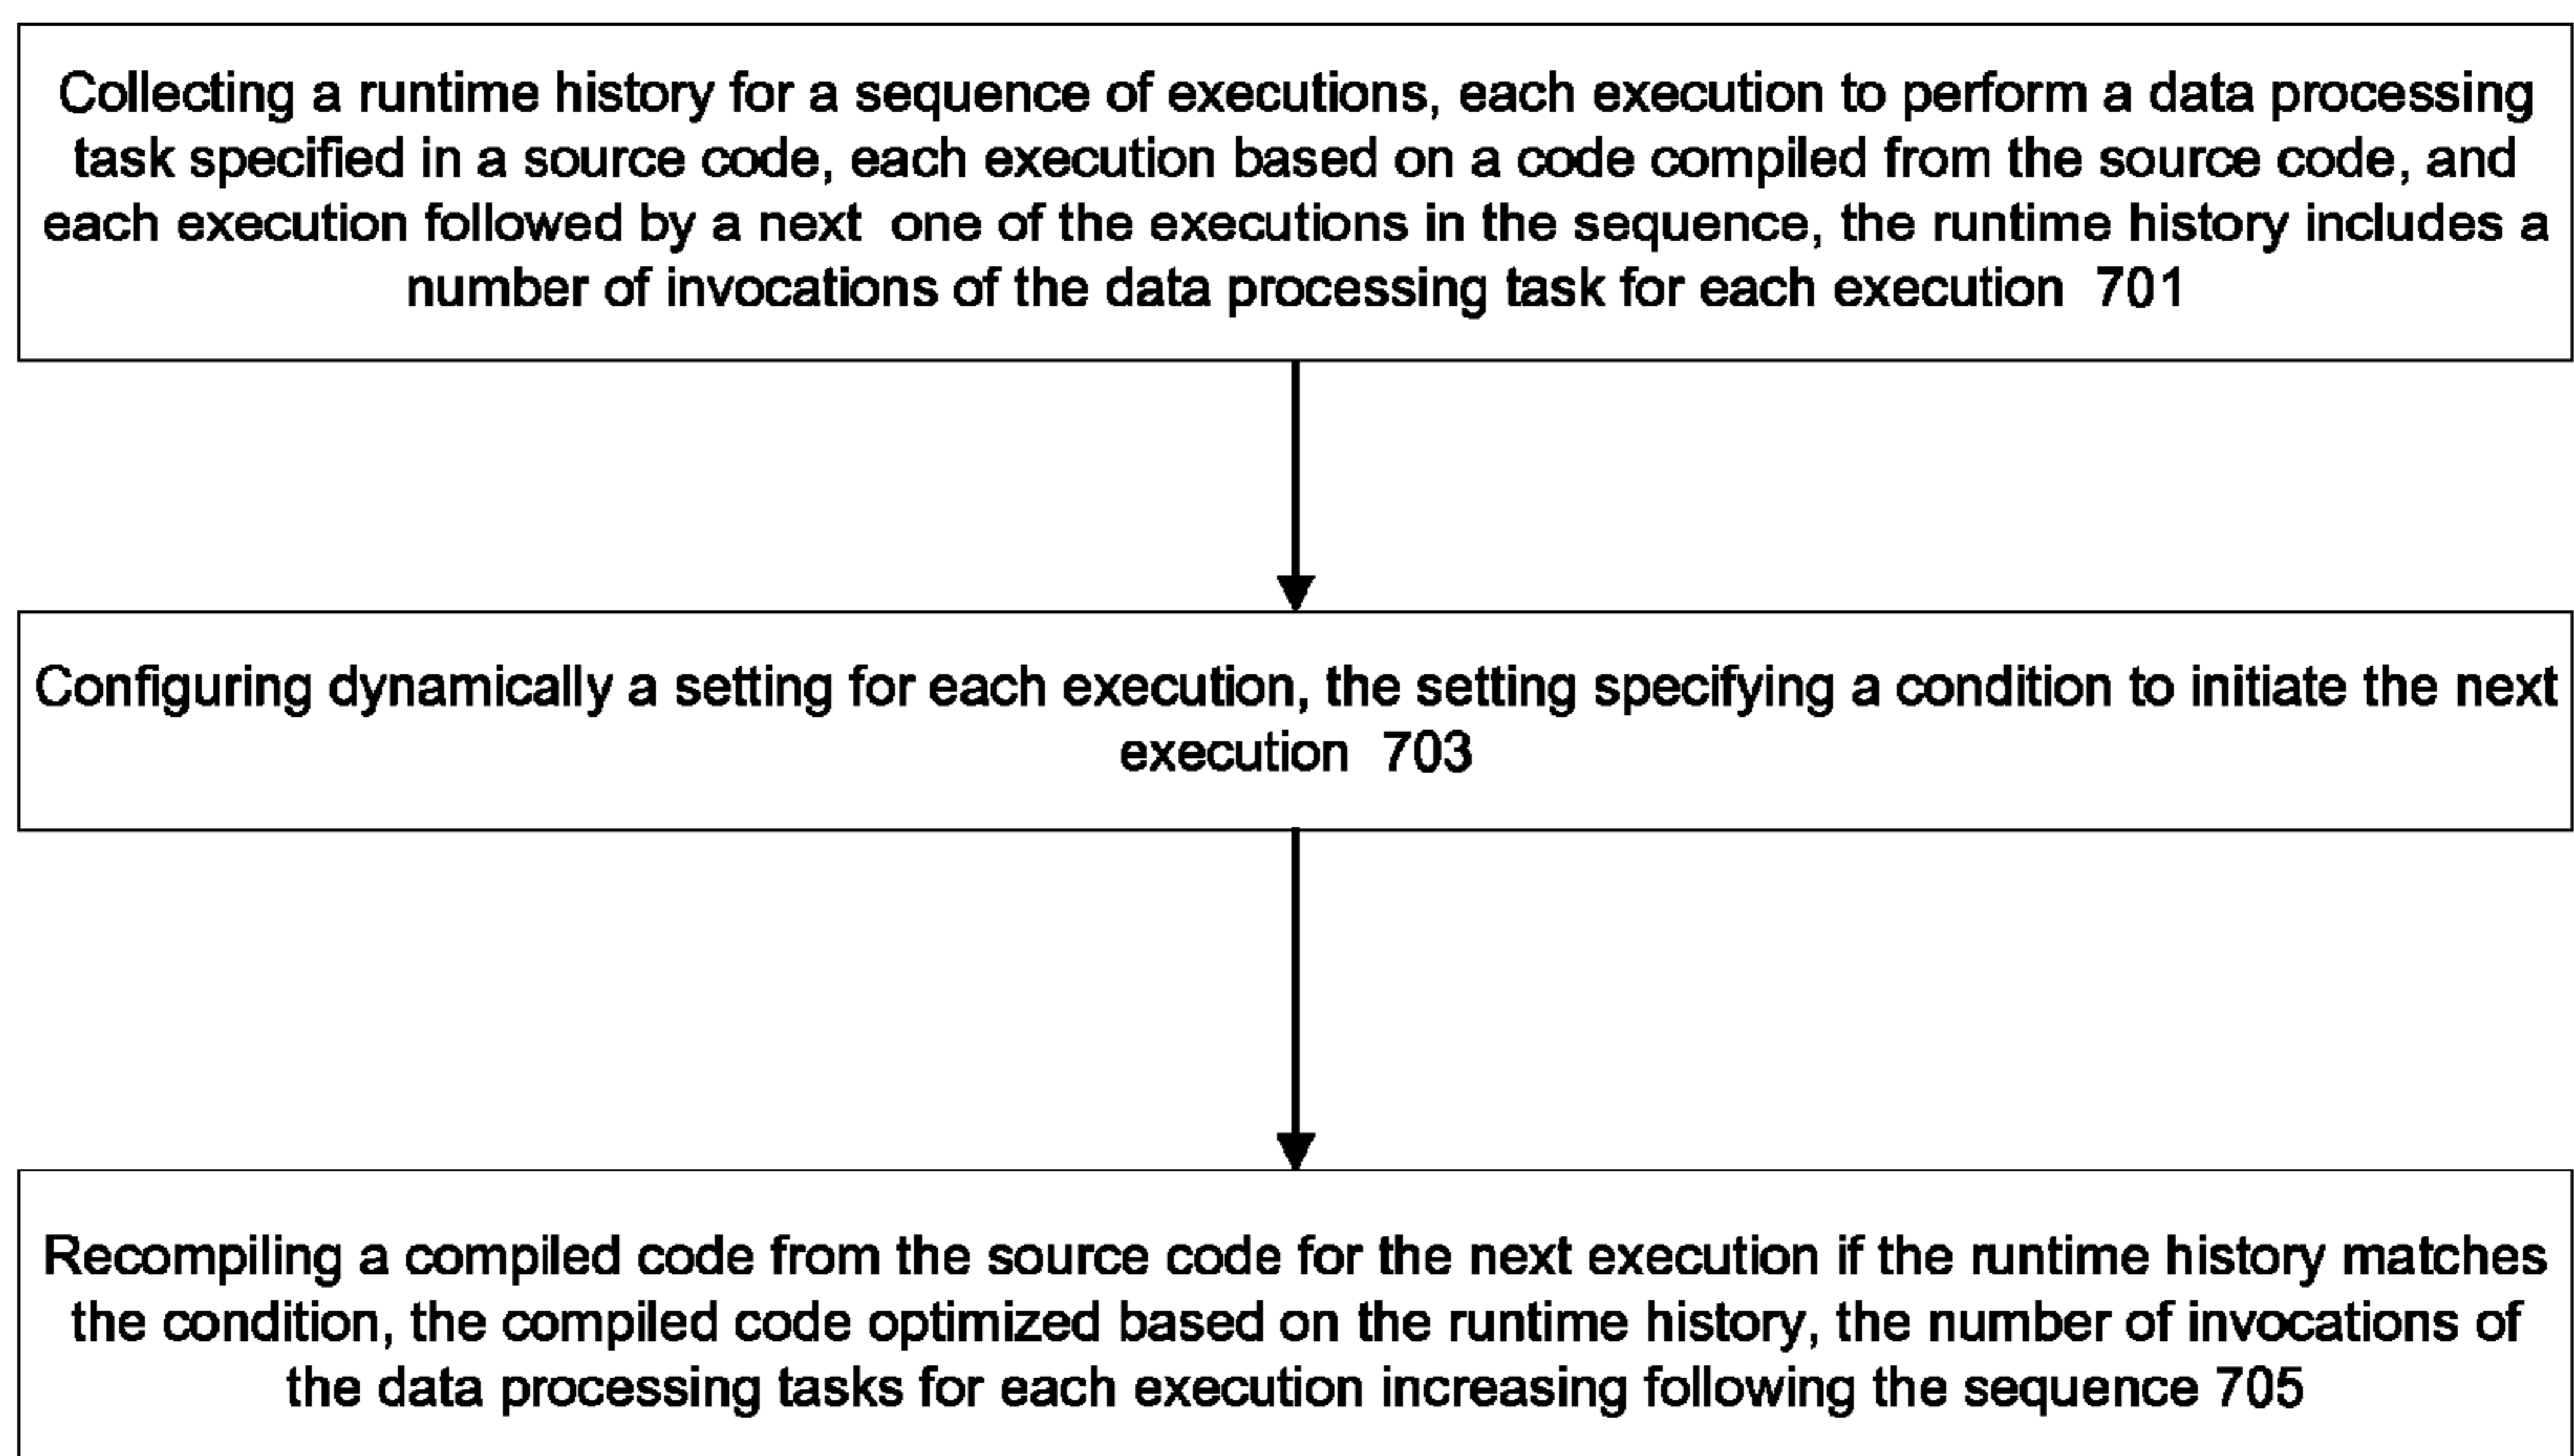 Collecting a runtime history for a sequence of executions, each execution to perform a data processing
task specified in a source code, each execution based on a code compiled from the source code, and
each execution followed by a next one of the executions in the sequence, the runtime history includes a
number of invocations of the data processing task for each execution 701
Configuring dynamically a setting for each execution, the setting specifying a condition to initiate the next
execution 703
Recompiling a compiled code from the source code for the next execution if the runtime history matches
the condition, the compiled code optimized based on the runtime history, the number of invocations of
the data processing tasks for each execution increasing following the sequence 705